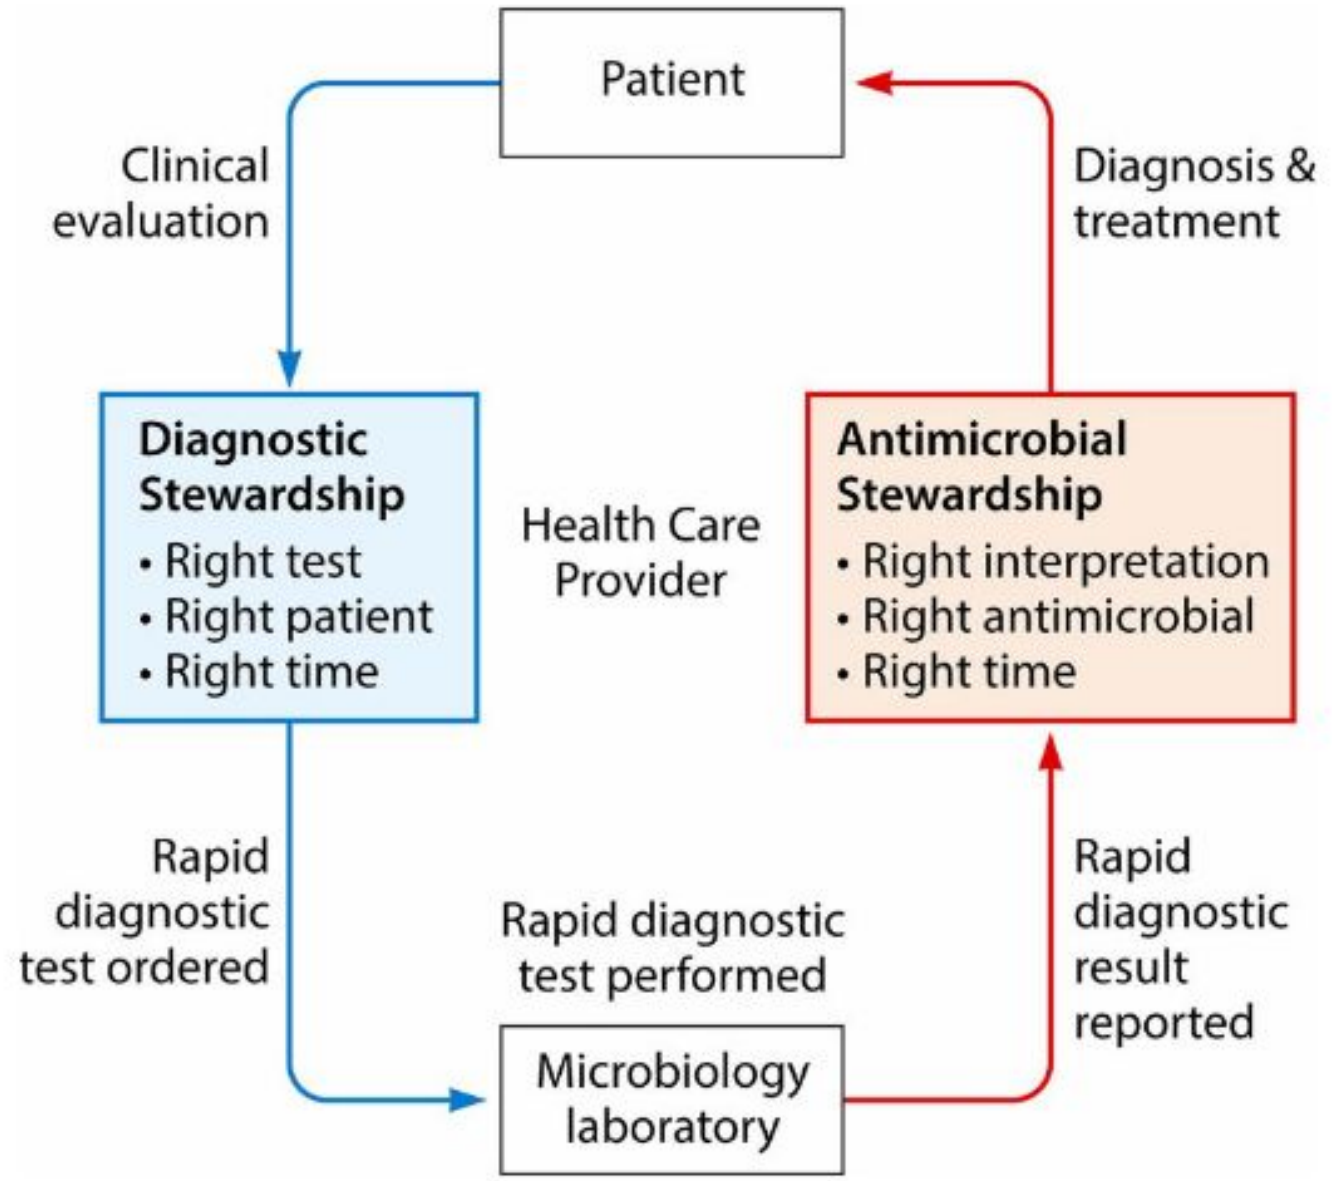 Patient
Clinical
evaluation
Diagnosis &
treatment
Diagnostic
Stewardship
• Right test
• Right patient
• Right time
Health Care
Provider
Antimicrobial
Stewardship
• Right interpretation
• Right antimicrobial
• Right time
Rapid
diagnostic
test ordered
Rapid diagnostic
test performed
Microbiology
laboratory
Rapid
diagnostic
result
reported